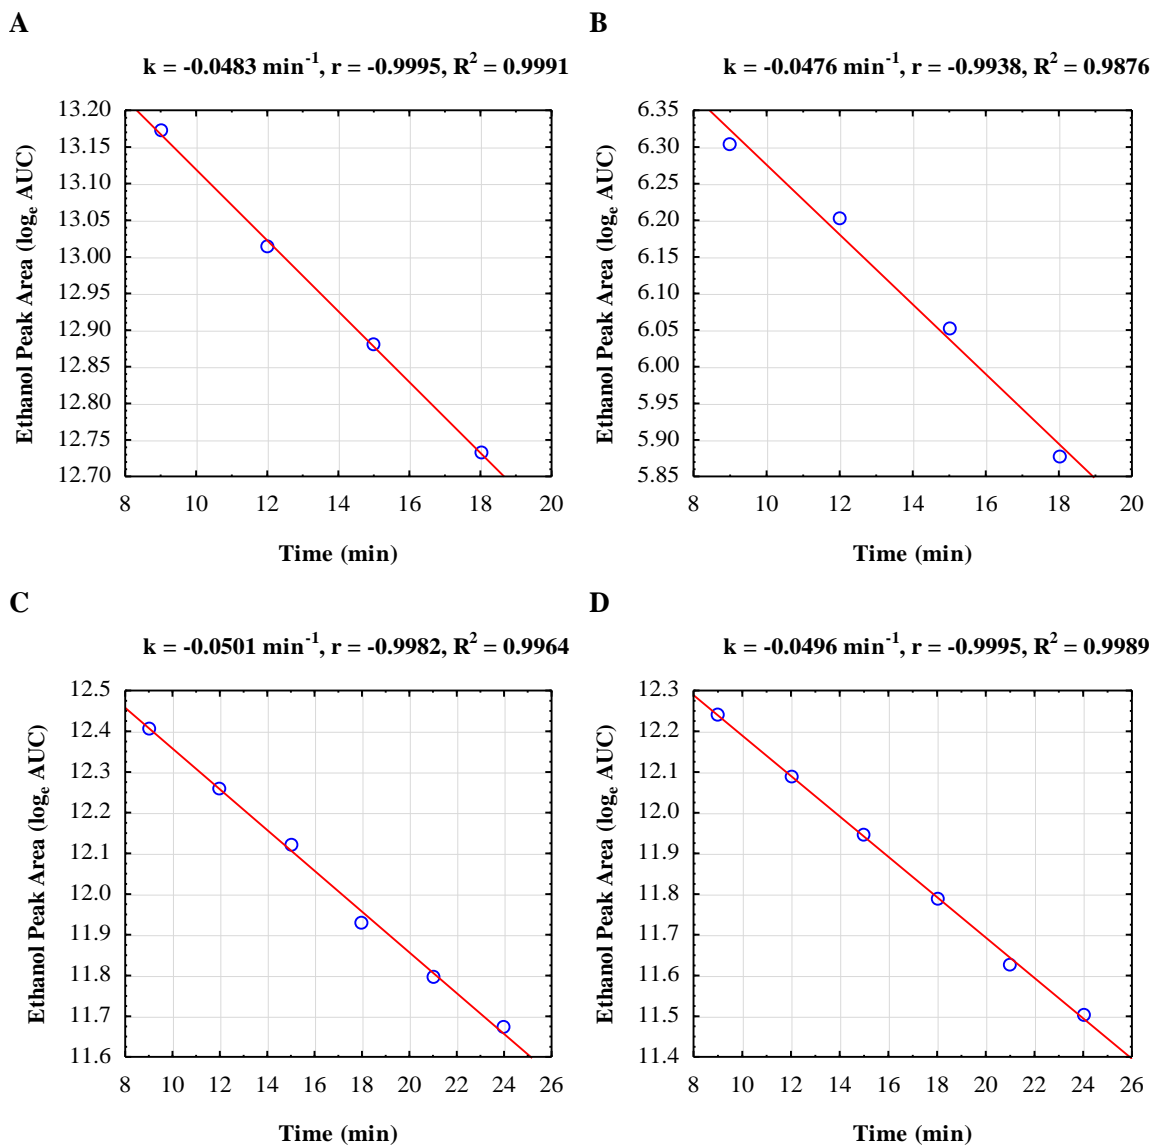 A
B
k = -0.0483 min-1, r = -0.9995, R2 = 0.9991
k = -0.0476 min-1, r = -0.9938, R2 = 0.9876
Ethanol Peak Area (loge AUC)
13.20
13.15
13.10
13.05
13.00
12.95
12.90
12.85
12.80
12.75
12.70
8 10 12 14 16 18 20
Time (min)
Ethanol Peak Area (loge AUC)
6.35
6.30
6.25
6.20
6.15
6.10
6.05
6.00
5.95
5.90
5.85
8 10 12 14 16 18 20
Time (min)
C
D
k = -0.0501 min-1, r = -0.9982, R2 = 0.9964
k = -0.0496 min-1, r = -0.9995, R2 = 0.9989
Ethanol Peak Area (loge AUC)
12.5
12.4
12.3
12.2
12.1
12.0
11.9
11.8
11.7
11.6
8 10 12 14 16 18 20 22 24 26
Time (min)
Ethanol Peak Area (loge AUC)
12.3
12.2
12.1
12.0
11.9
11.8
11.7
11.6
11.5
11.4
8 10 12 14 16 18 20 22 24 26
Time (min)